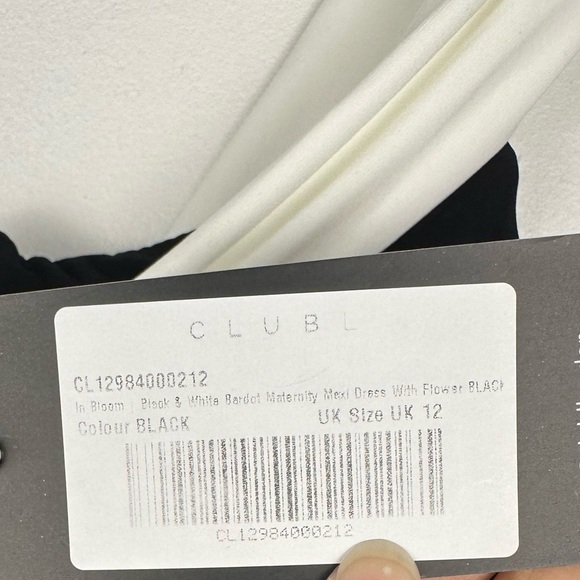 CLUB L
CL12984000212
In Bloom | Black & White Bardot Maternity Maxi Dress With Flower BLACK
Colour BLACK UK Size UK 12
CL12984000212